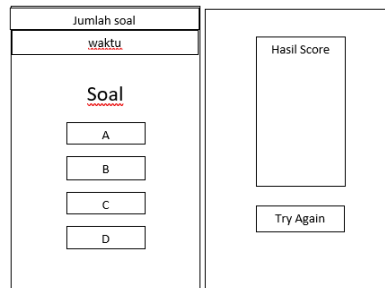 Jumlah soal
waktu
Soal
A
B
C
D
Hasil Score
Try Again